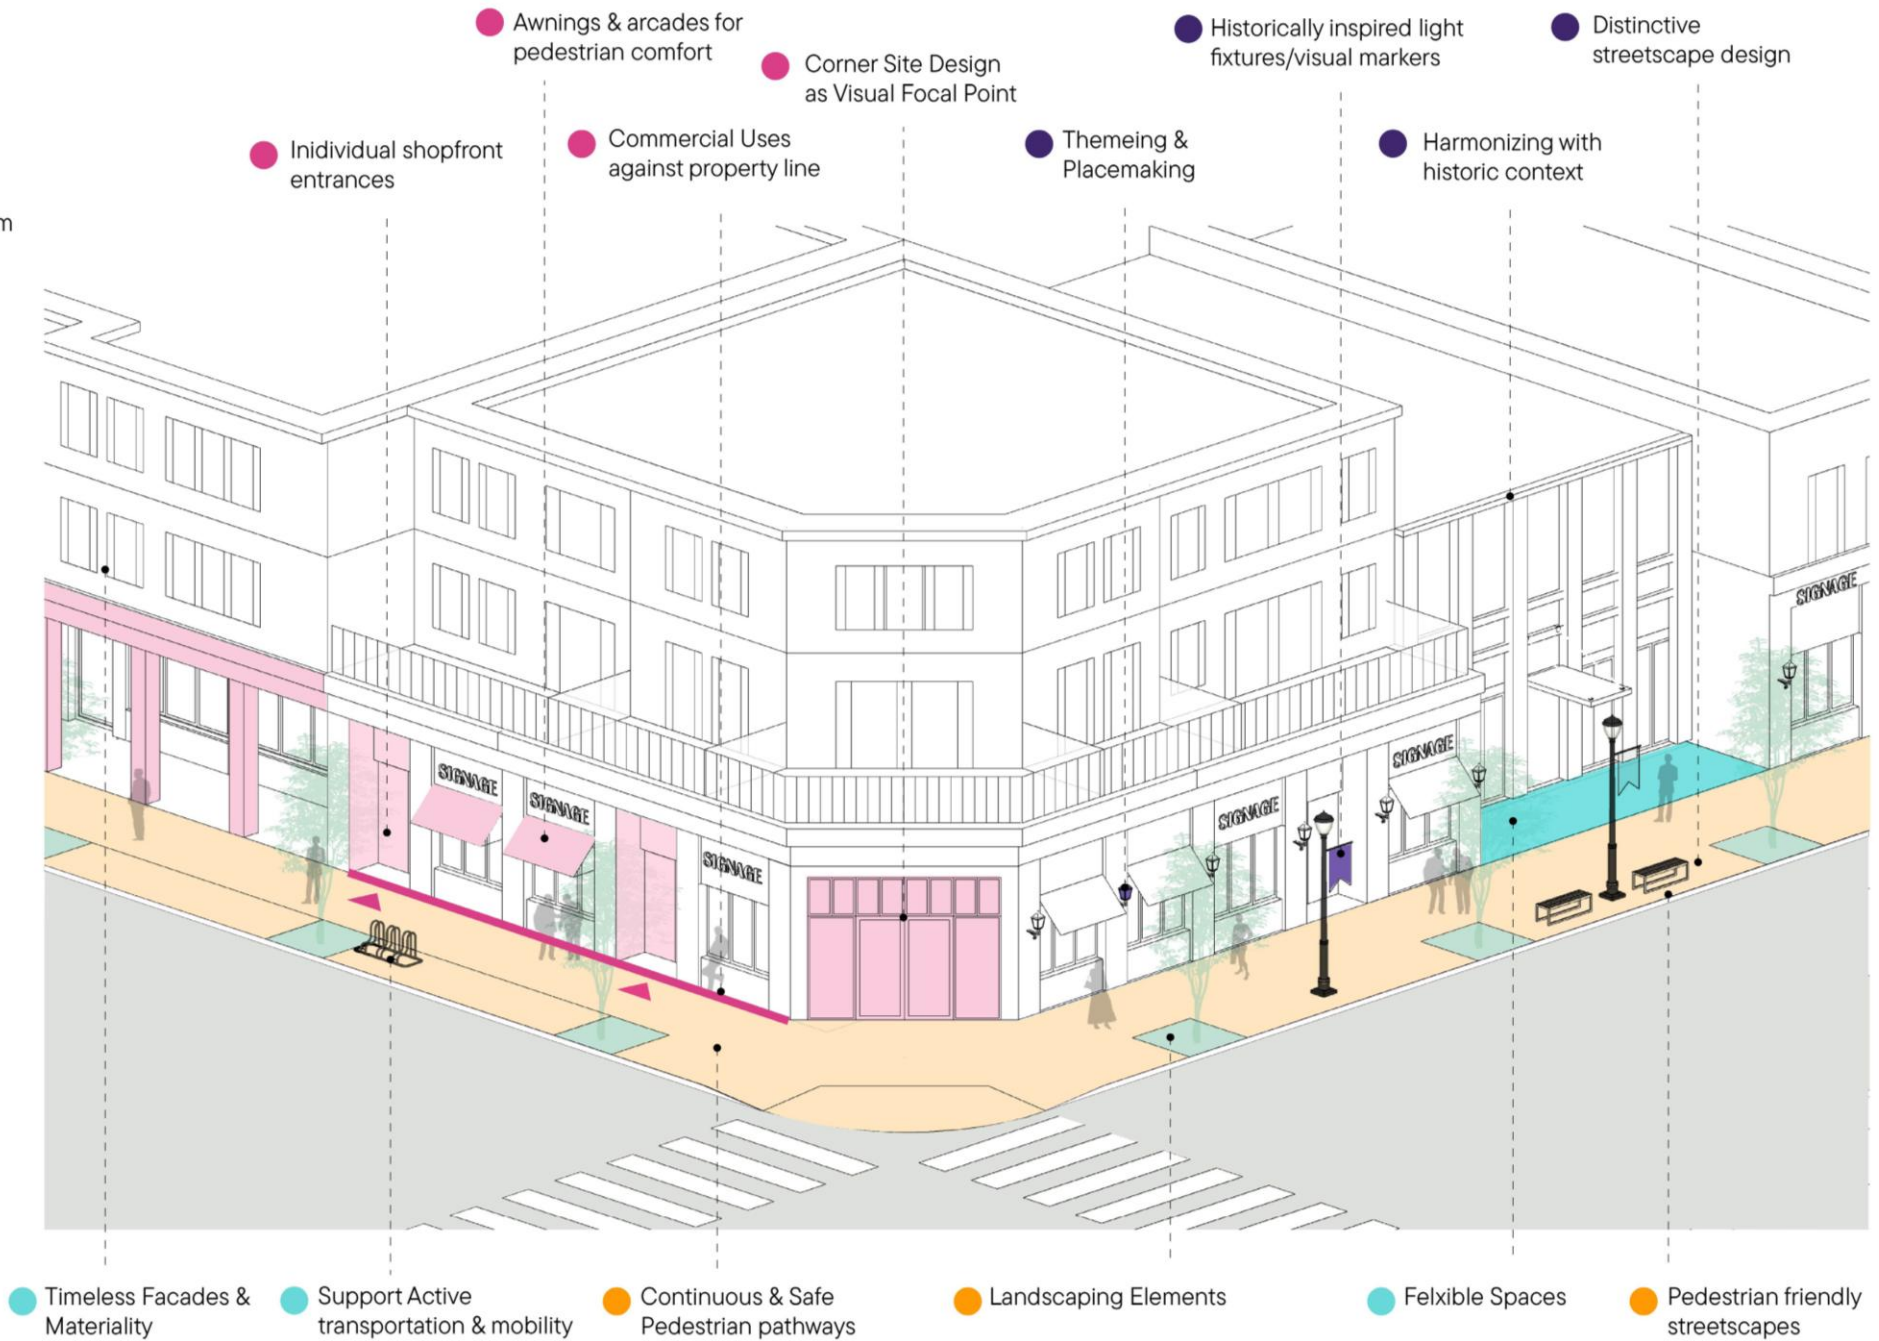 Awnings & arcades for
pedestrian comfort
Historically inspired light
fixtures/visual markers
Distinctive
streetscape design
Corner Site Design
as Visual Focal Point
Inidividual shopfront
entrances
Commercial Uses
against property line
Themeing &
Placemaking
Harmonizing with
historic context
m
SIGNAGE
SIGNAGE
SIGNAGE
SIGNAGE
SIGNAGE
SIGNAGE
Timeless Facades &
Materiality
Support Active
transportation & mobility
Continuous & Safe
Pedestrian pathways
Landscaping Elements
Felxible Spaces
Pedestrian friendly
streetscapes